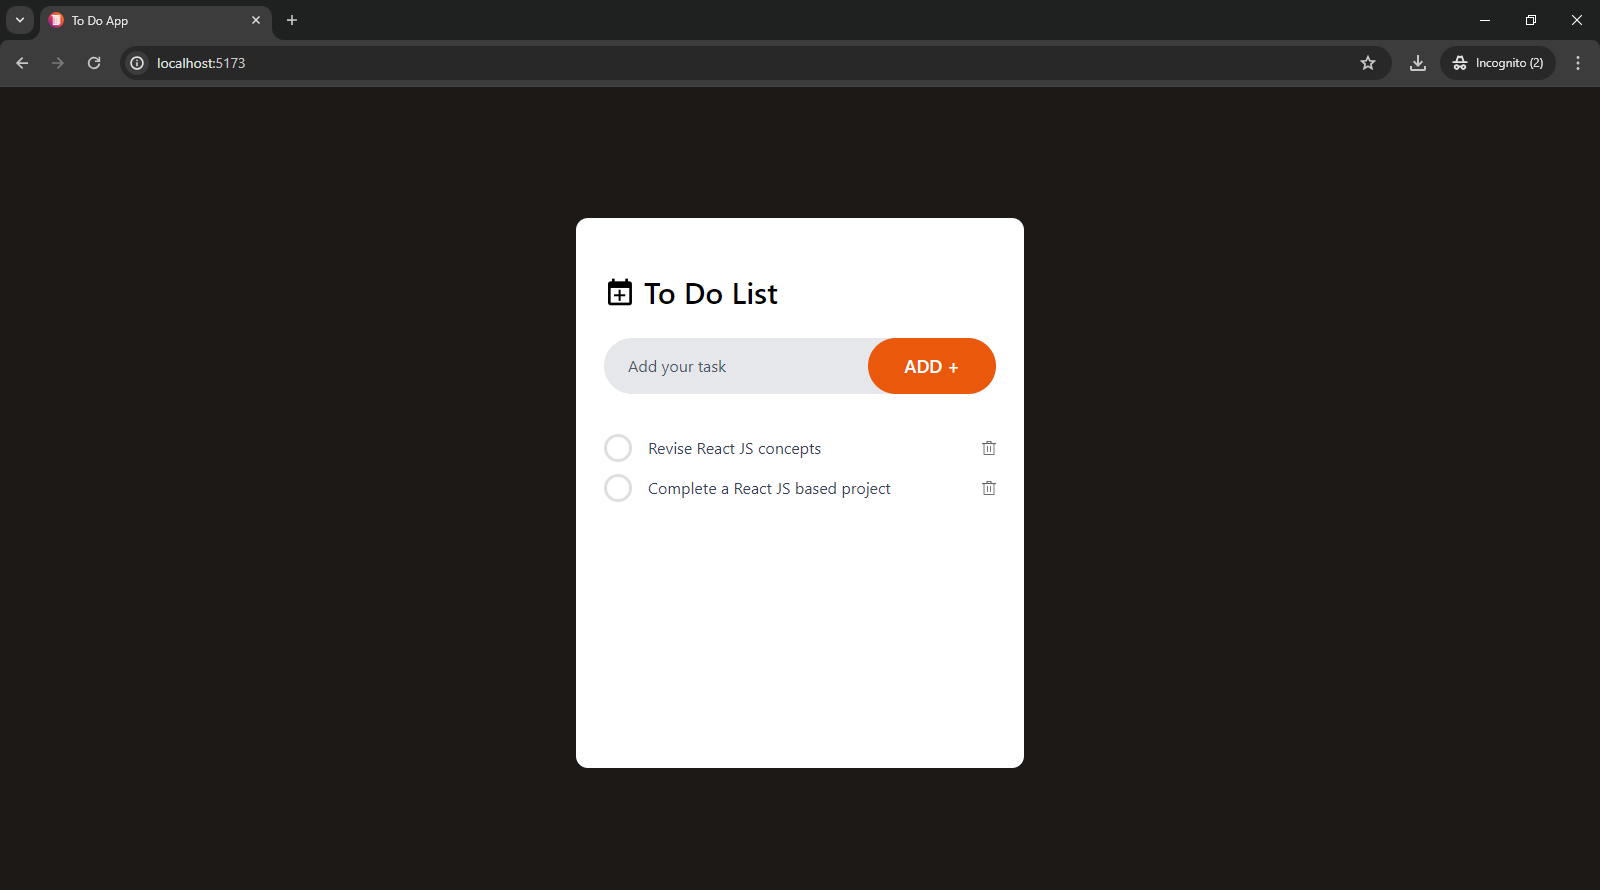 To Do App
localhost:5173
Incognito (2)
To Do List
Add your task
ADD +
Revise React JS concepts
Complete a React JS based project